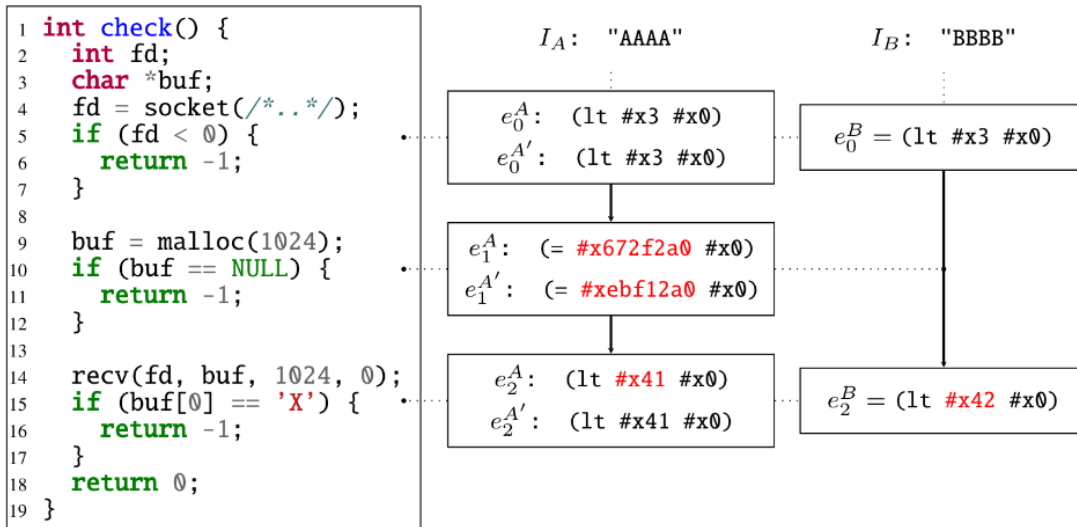 1 int check() {
2 int fd;
3 char *buf;
4 fd = socket(/*..*/);
5 if (fd < 0) {
6 return -1;
7 }
8
9 buf = malloc(1024);
10 if (buf == NULL) {
11 return -1;
12 }
13
14 recv(fd, buf, 1024, 0);
15 if (buf[0] == 'X') {
16 return -1;
17 }
18 return 0;
19 }
I_A: "AAAA"
e_0^A: (lt #x3 #x0)
e_0^A': (lt #x3 #x0)
e_1^A: (= #x672f2a0 #x0)
e_1^A': (= #xebf12a0 #x0)
e_2^A: (lt #x41 #x0)
e_2^A': (lt #x41 #x0)
I_B: "BBBB"
e_0^B = (lt #x3 #x0)
e_2^B = (lt #x42 #x0)